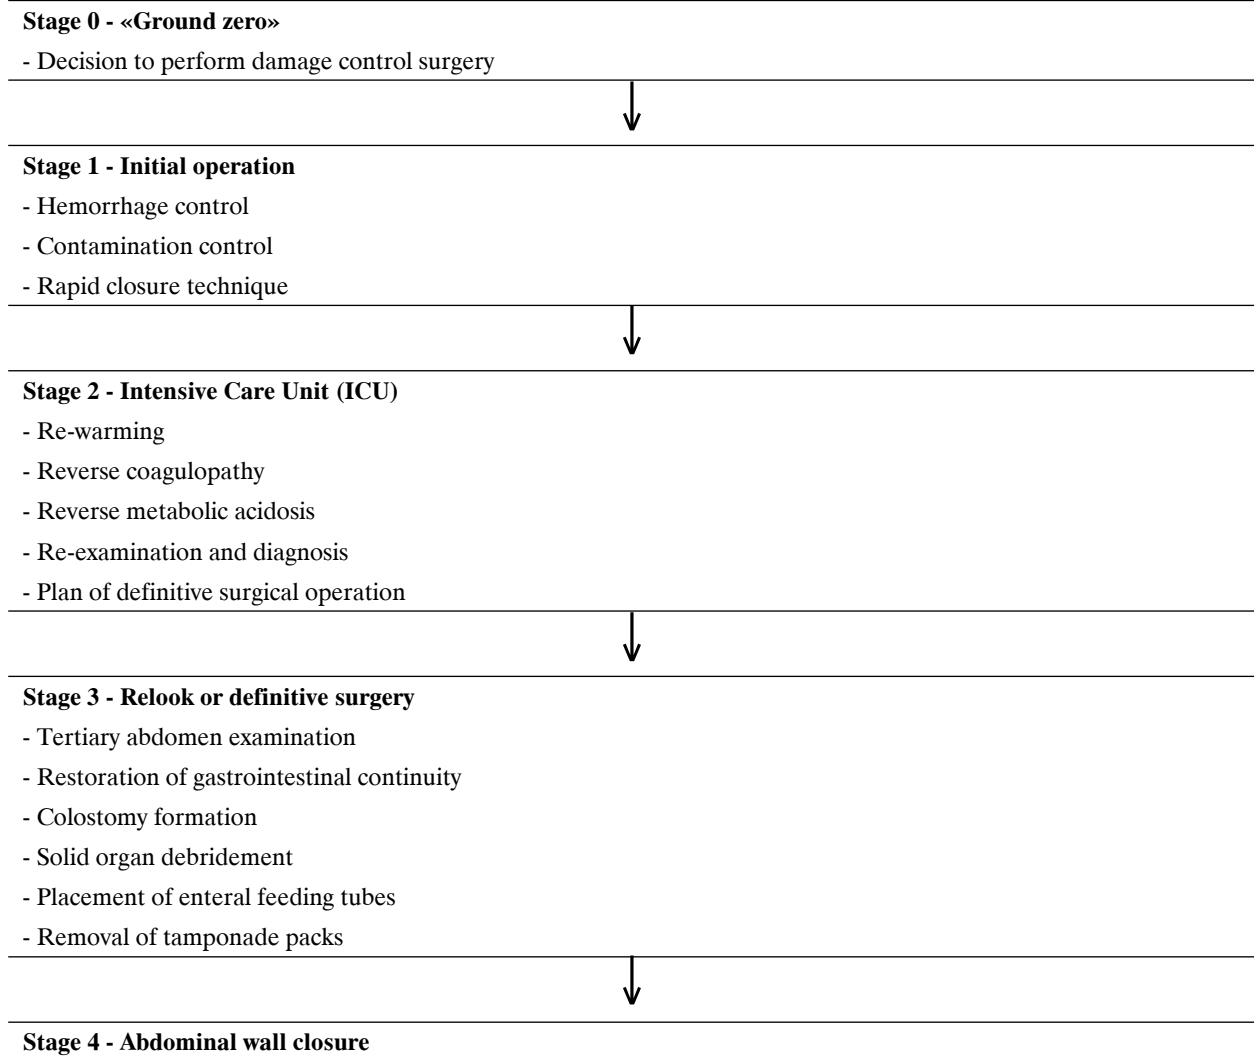 Stage 0 - «Ground zero»
- Decision to perform damage control surgery
Stage 1 - Initial operation
- Hemorrhage control
- Contamination control
- Rapid closure technique
Stage 2 - Intensive Care Unit (ICU)
- Re-warming
- Reverse coagulopathy
- Reverse metabolic acidosis
- Re-examination and diagnosis
- Plan of definitive surgical operation
Stage 3 - Relook or definitive surgery
- Tertiary abdomen examination
- Restoration of gastrointestinal continuity
- Colostomy formation
- Solid organ debridement
- Placement of enteral feeding tubes
- Removal of tamponade packs
Stage 4 - Abdominal wall closure